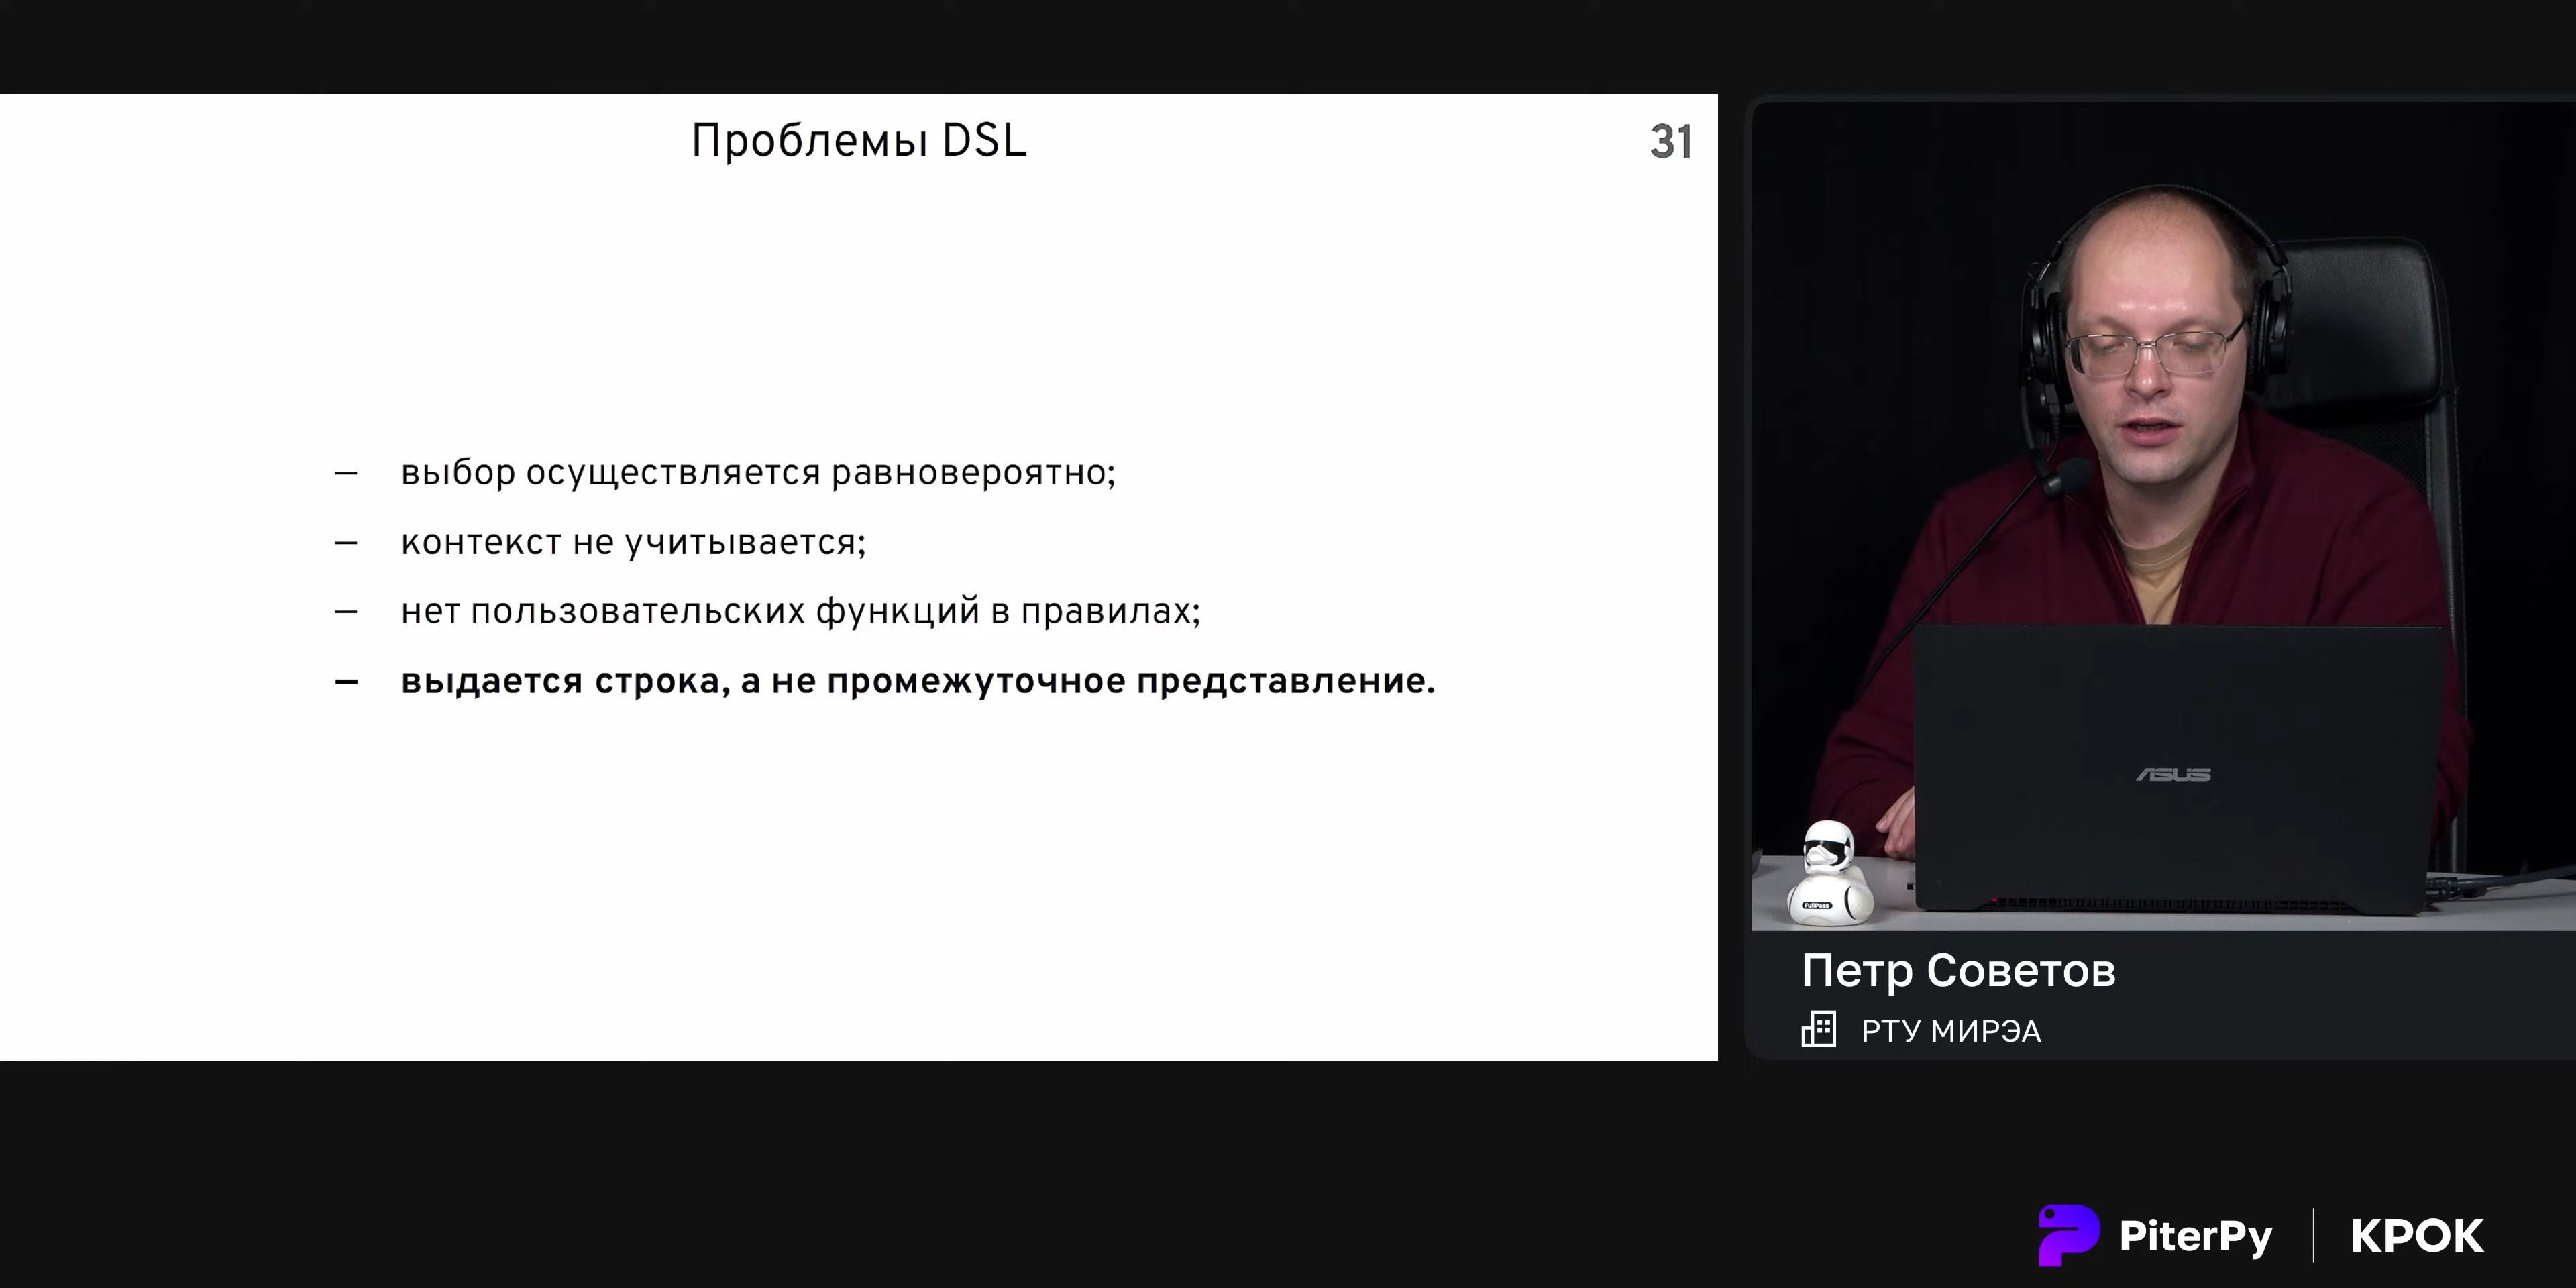 Проблемы DSL
31
– выбор осуществляется равновероятно;
– контекст не учитывается;
– нет пользовательских функций в правилах;
– выдается строка, а не промежуточное представление.
ASUS
FullPass
Петр Советов
РТУ МИРЭА
PiterPy
КРОК